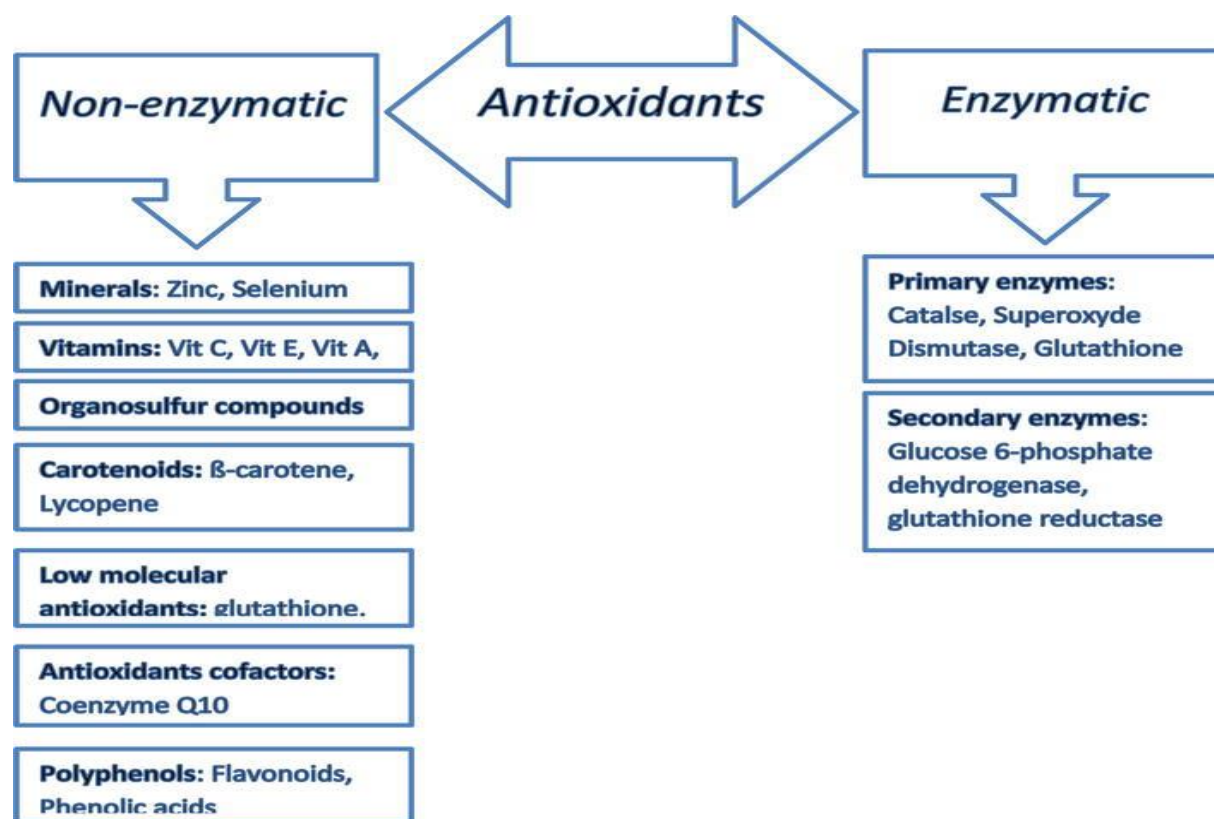 Non-enzymatic
Antioxidants
Enzymatic
Minerals: Zinc, Selenium
Vitamins: Vit C, Vit E, Vit A,
Organosulfur compounds
Carotenoids: ß-carotene,
Lycopene
Low molecular
antioxidants: glutathione.
Antioxidants cofactors:
Coenzyme Q10
Polyphenols: Flavonoids,
Phenolic acids
Primary enzymes:
Catalse, Superoxyde
Dismutase, Glutathione
Secondary enzymes:
Glucose 6-phosphate
dehydrogenase,
glutathione reductase